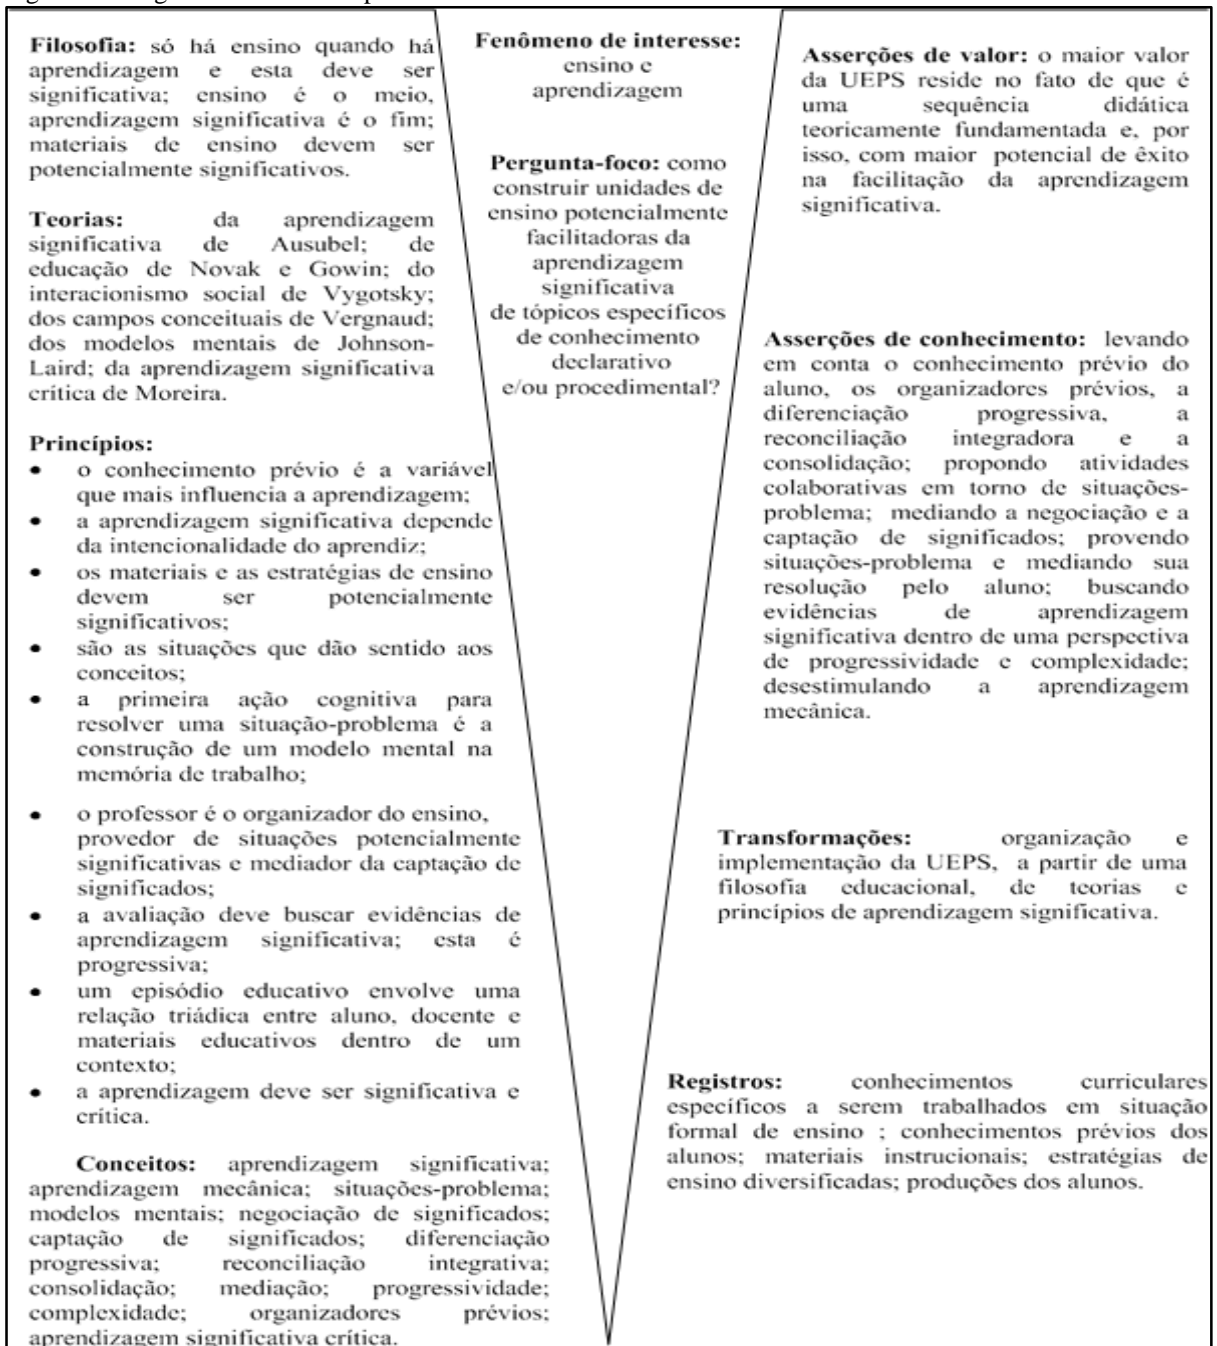 Filosofia: só há ensino quando há
aprendizagem e esta deve ser
significativa; ensino é o meio,
aprendizagem significativa é o fim;
materiais de ensino devem ser
potencialmente significativos.
Teorias: da aprendizagem
significativa de Ausubel; de
educação de Novak e Gowin; do
interacionismo social de Vygotsky;
dos campos conceituais de Vergnaud;
dos modelos mentais de Johnson-
Laird; da aprendizagem significativa
crítica de Moreira.
Princípios:
• o conhecimento prévio é a variável
que mais influencia a aprendizagem;
• a aprendizagem significativa depende
da intencionalidade do aprendiz;
• os materiais e as estratégias de ensino
devem ser potencialmente
significativos;
• são as situações que dão sentido aos
conceitos;
• a primeira ação cognitiva para
resolver uma situação-problema é a
construção de um modelo mental na
memória de trabalho;
• o professor é o organizador do ensino,
provedor de situações potencialmente
significativas e mediador da captação de
significados;
• a avaliação deve buscar evidências de
aprendizagem significativa; esta é
progressiva;
• um episódio educativo envolve uma
relação triádica entre aluno, docente e
materiais educativos dentro de um
contexto;
• a aprendizagem deve ser significativa e
crítica.
Conceitos: aprendizagem significativa;
aprendizagem mecânica; situações-problema;
modelos mentais; negociação de significados;
captação de significados; diferenciação
progressiva; reconciliação integrativa;
consolidação; mediação; progressividade;
complexidade; organizadores prévios;
aprendizagem significativa crítica.
Fenômeno de interesse:
ensino e
aprendizagem
Pergunta-foco: como
construir unidades de
ensino potencialmente
facilitadoras da
aprendizagem
significativa
de tópicos específicos
de conhecimento
declarativo
e/ou procedimental?
Asserções de valor: o maior valor
da UEPS reside no fato de que é
uma sequência didática
teoricamente fundamentada e, por
isso, com maior potencial de êxito
na facilitação da aprendizagem
significativa.
Asserções de conhecimento: levando
em conta o conhecimento prévio do
aluno, os organizadores prévios, a
diferenciação progressiva, a
reconciliação integradora e a
consolidação; propondo atividades
colaborativas em torno de situações-
problema; mediando a negociação e a
captação de significados; provendo
situações-problema e mediando sua
resolução pelo aluno; buscando
evidências de aprendizagem
significativa dentro de uma perspectiva
de progressividade e complexidade;
desestimulando a aprendizagem
mecânica.
Transformações: organização e
implementação da UEPS, a partir de uma
filosofia educacional, de teorias e
princípios de aprendizagem significativa.
Registros: conhecimentos curriculares
específicos a serem trabalhados em situação
formal de ensino ; conhecimentos prévios dos
alunos; materiais instrucionais; estratégias de
ensino diversificadas; produções dos alunos.